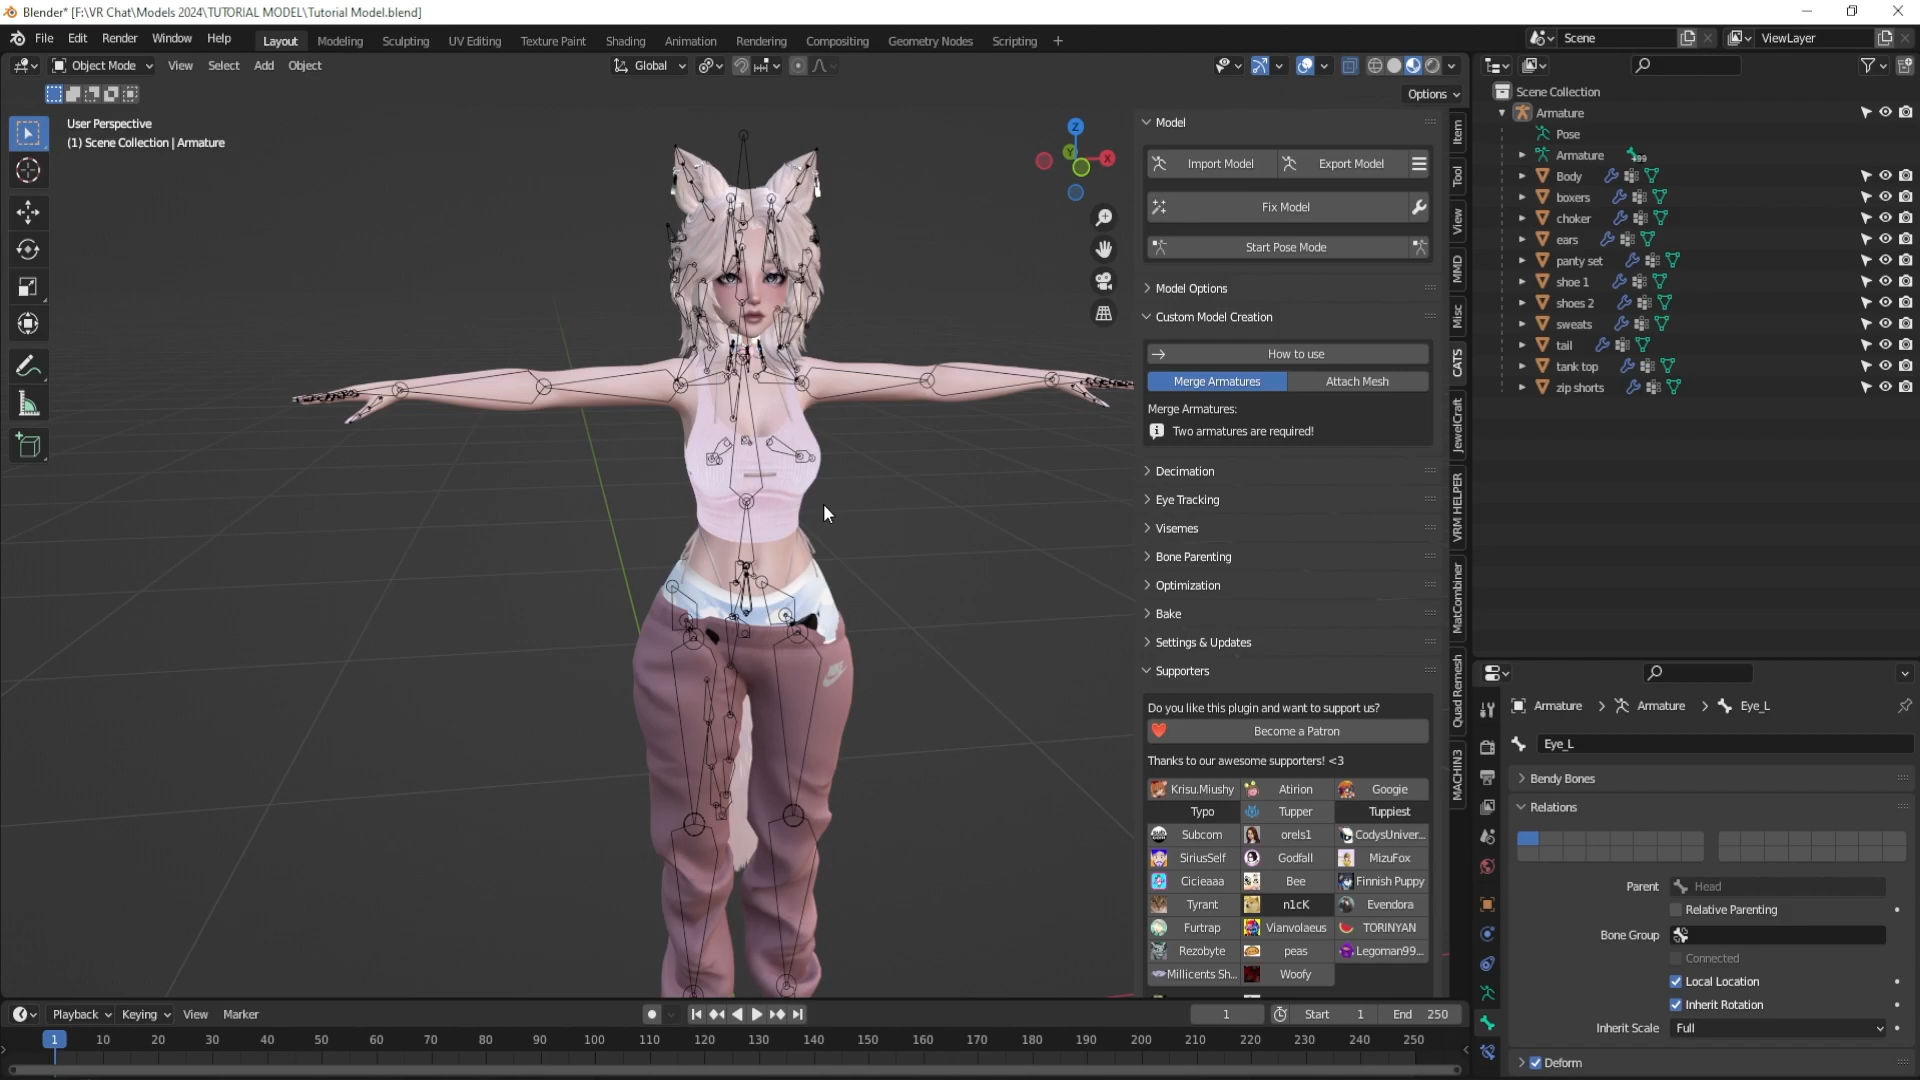 Blender* [F:\VR Chat\Models 2024\TUTORIAL MODEL\Tutorial Model.blend]
File Edit Render Window Help
Layout Modeling Sculpting UV Editing Texture Paint Shading Animation Rendering Compositing Geometry Nodes Scripting +
Scene
ViewLayer
Object Mode View Select Add Object
Global
Options
User Perspective
(1) Scene Collection | Armature
Z
Y
X
Model
Import Model
Export Model
Fix Model
Start Pose Mode
Model Options
Custom Model Creation
How to use
Merge Armatures
Attach Mesh
Merge Armatures:
Two armatures are required!
Decimation
Eye Tracking
Visemes
Bone Parenting
Optimization
Bake
Settings & Updates
Supporters
Do you like this plugin and want to support us?
Become a Patron
Thanks to our awesome supporters! <3
Krisu.Miushy Atirion Googie
Typo Tupper Tuppiest
Subcom orels1 CodysUniver...
SiriusSelf Godfall MizuFox
Cicieaaa Bee Finnish Puppy
Tyrant n1cK Evendora
Furtrap Vianvolaeus TORINYAN
Rezobyte peas Legoman99...
Millicents Sh... Woofy
Item
Tool
View
MMD
Misc
CATS
JewelCraft
VRM HELPER
MatCombiner
Quad Remesh
MACHIN3
Scene Collection
Armature
Pose
Armature
Body
boxers
choker
ears
panty set
shoe 1
shoes 2
sweats
tail
tank top
zip shorts
Armature > Armature > Eye_L
Eye_L
Bendy Bones
Relations
Parent Head
Relative Parenting
Bone Group
Connected
Local Location
Inherit Rotation
Inherit Scale Full
Deform
Playback Keying View Marker
1
Start 1
End 250
1 10 20 30 40 50 60 70 80 90 100 110 120 130 140 150 160 170 180 190 200 210 220 230 240 250